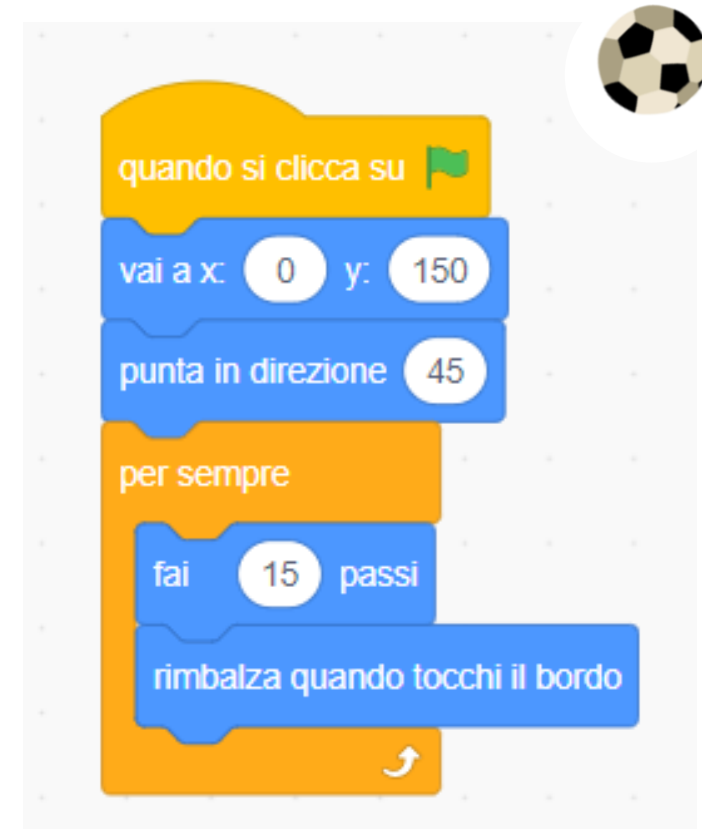 quando si clicca su
vai a x: 0 y: 150
punta in direzione 45
per sempre
fai 15 passi
rimbalza quando tocchi il bordo